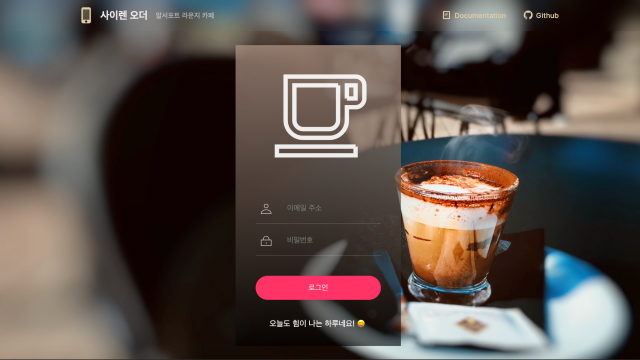 사이렌 오더 알서포트 라운지 카페
Documentation
Github
이메일 주소
비밀번호
로그인
오늘도 힘이 나는 하루네요! 😄